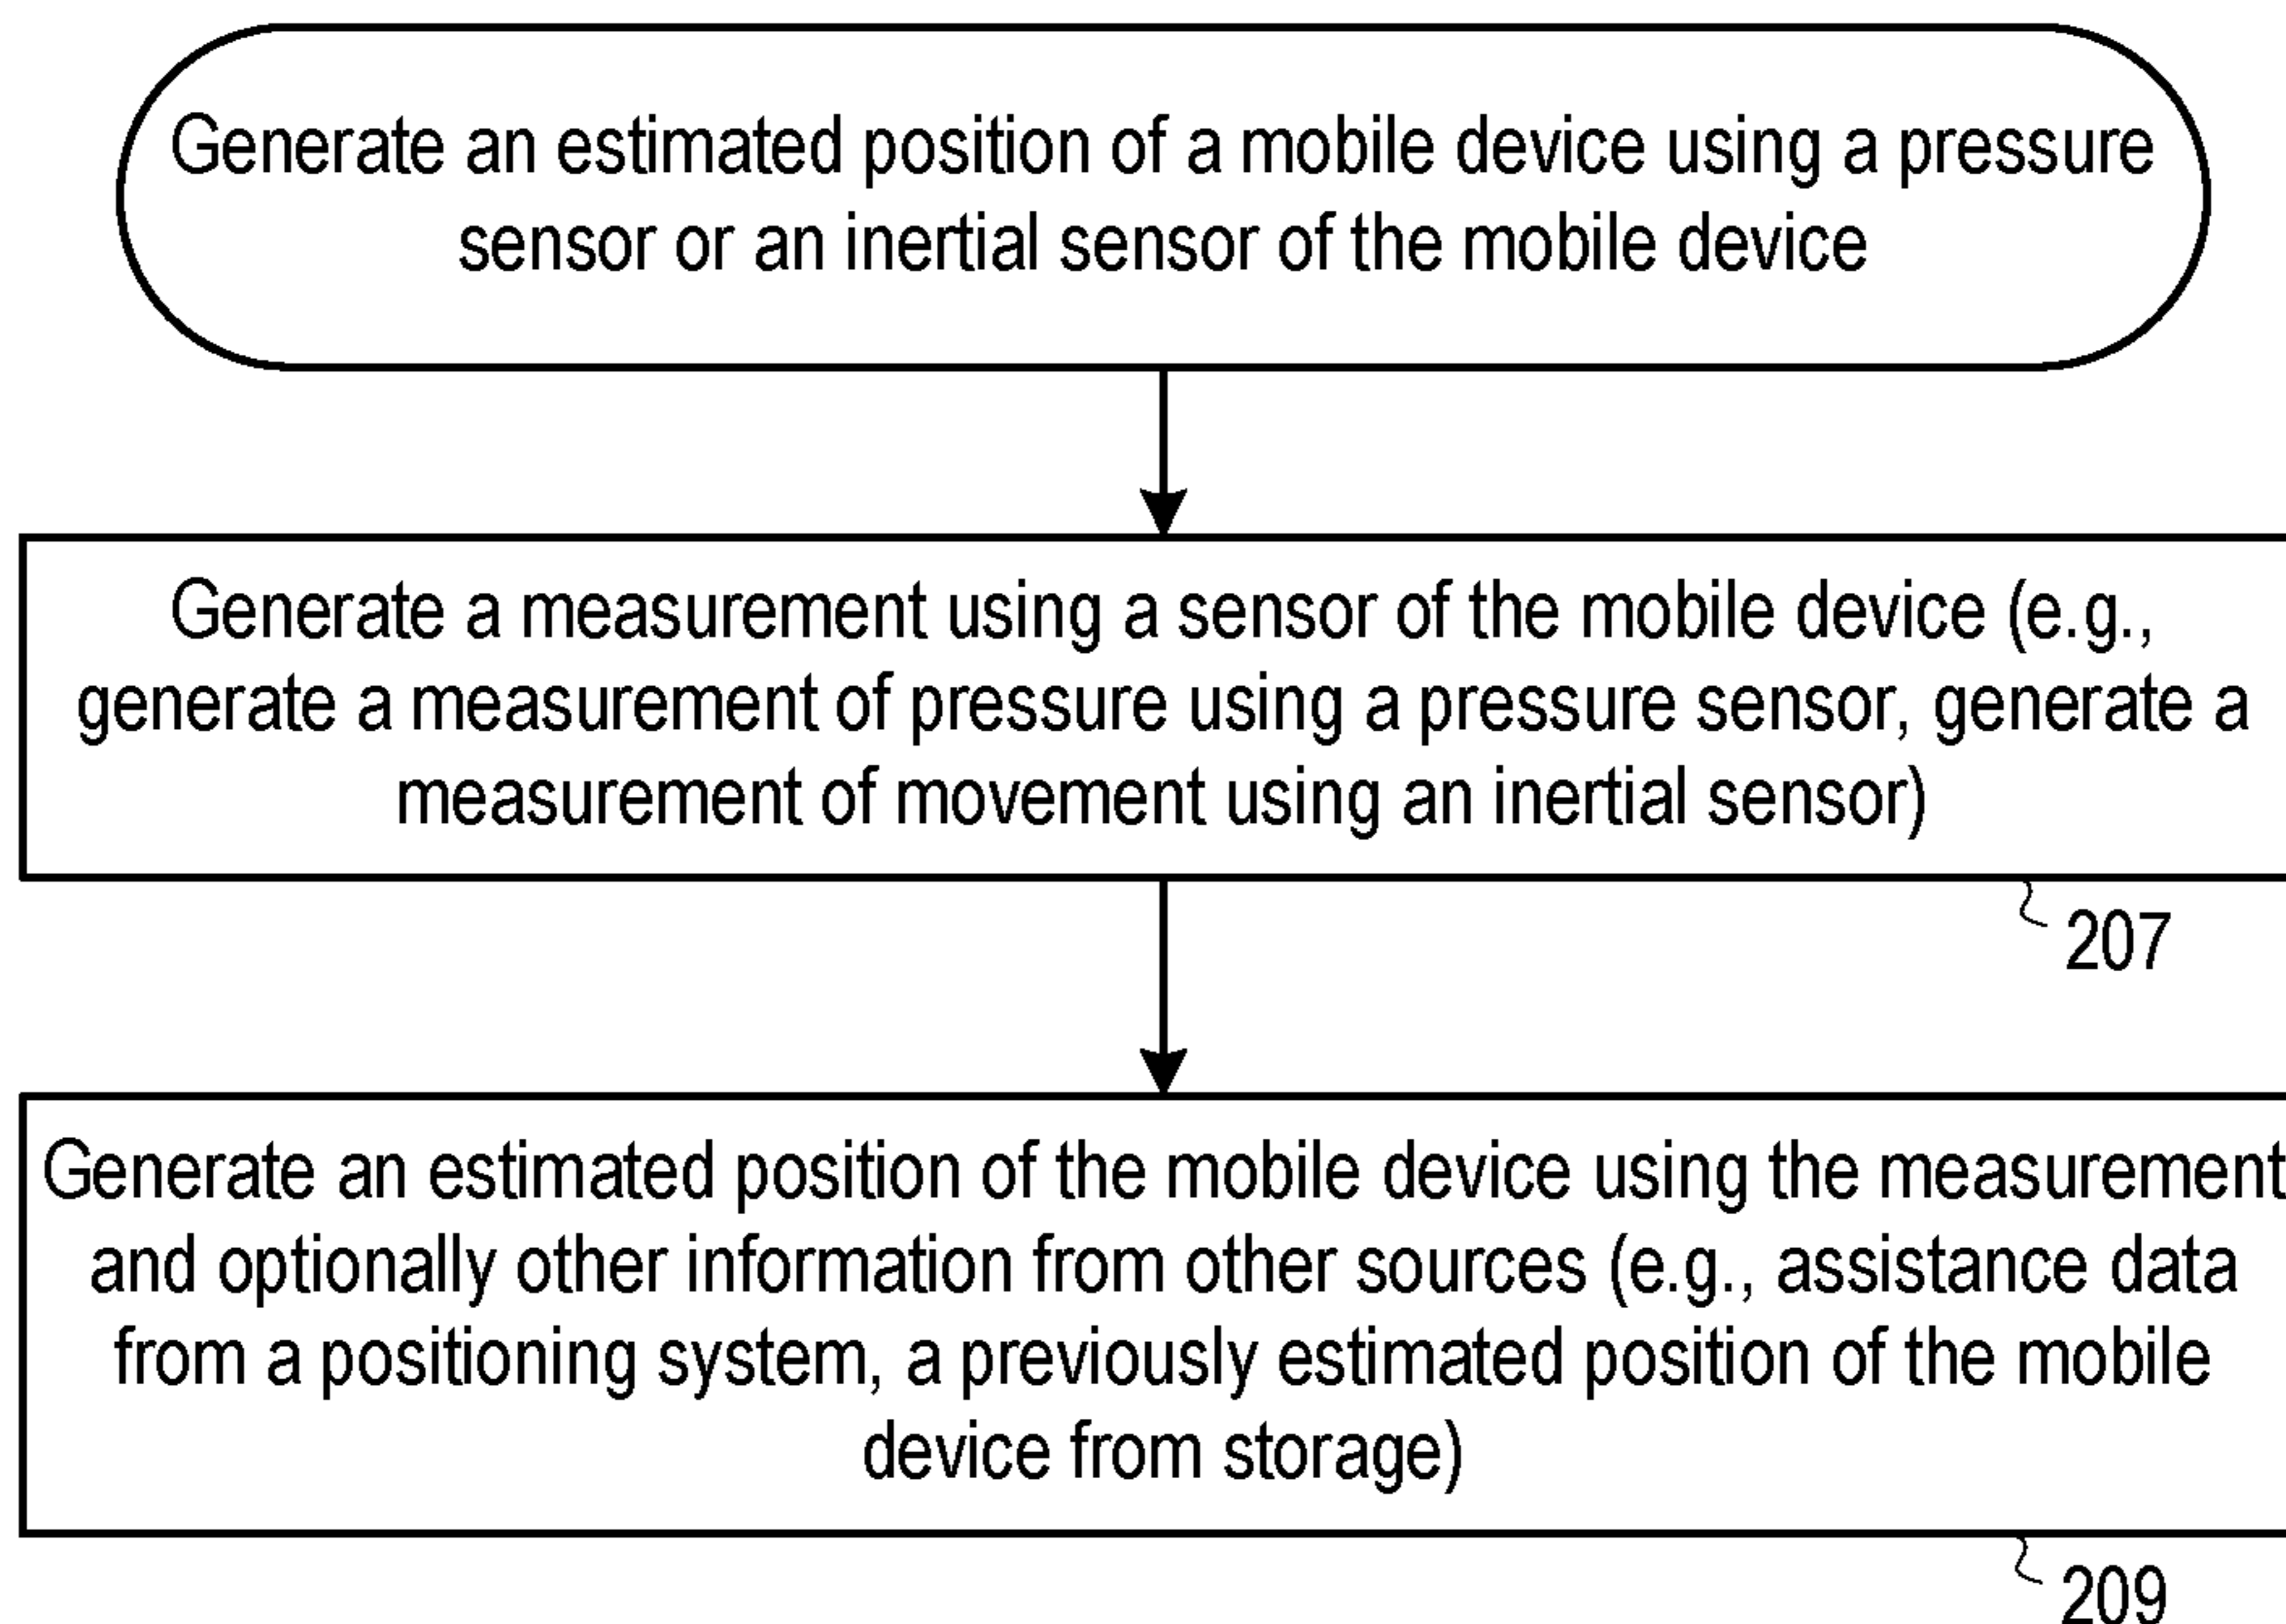 Generate an estimated position of a mobile device using a pressure
sensor or an inertial sensor of the mobile device
Generate a measurement using a sensor of the mobile device (e.g.,
generate a measurement of pressure using a pressure sensor, generate a
measurement of movement using an inertial sensor)
207
Generate an estimated position of the mobile device using the measurement
and optionally other information from other sources (e.g., assistance data
from a positioning system, a previously estimated position of the mobile
device from storage)
209